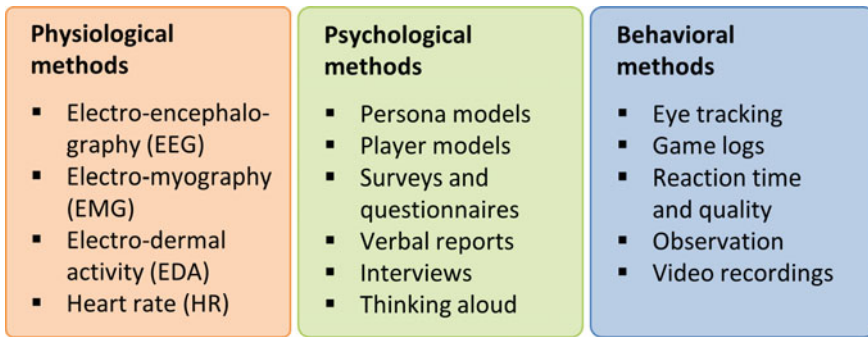 Physiological
methods
▪ Electro-encephalo-
graphy (EEG)
▪ Electro-myography
(EMG)
▪ Electro-dermal
activity (EDA)
▪ Heart rate (HR)
Psychological
methods
▪ Persona models
▪ Player models
▪ Surveys and
questionnaires
▪ Verbal reports
▪ Interviews
▪ Thinking aloud
Behavioral
methods
▪ Eye tracking
▪ Game logs
▪ Reaction time
and quality
▪ Observation
▪ Video recordings